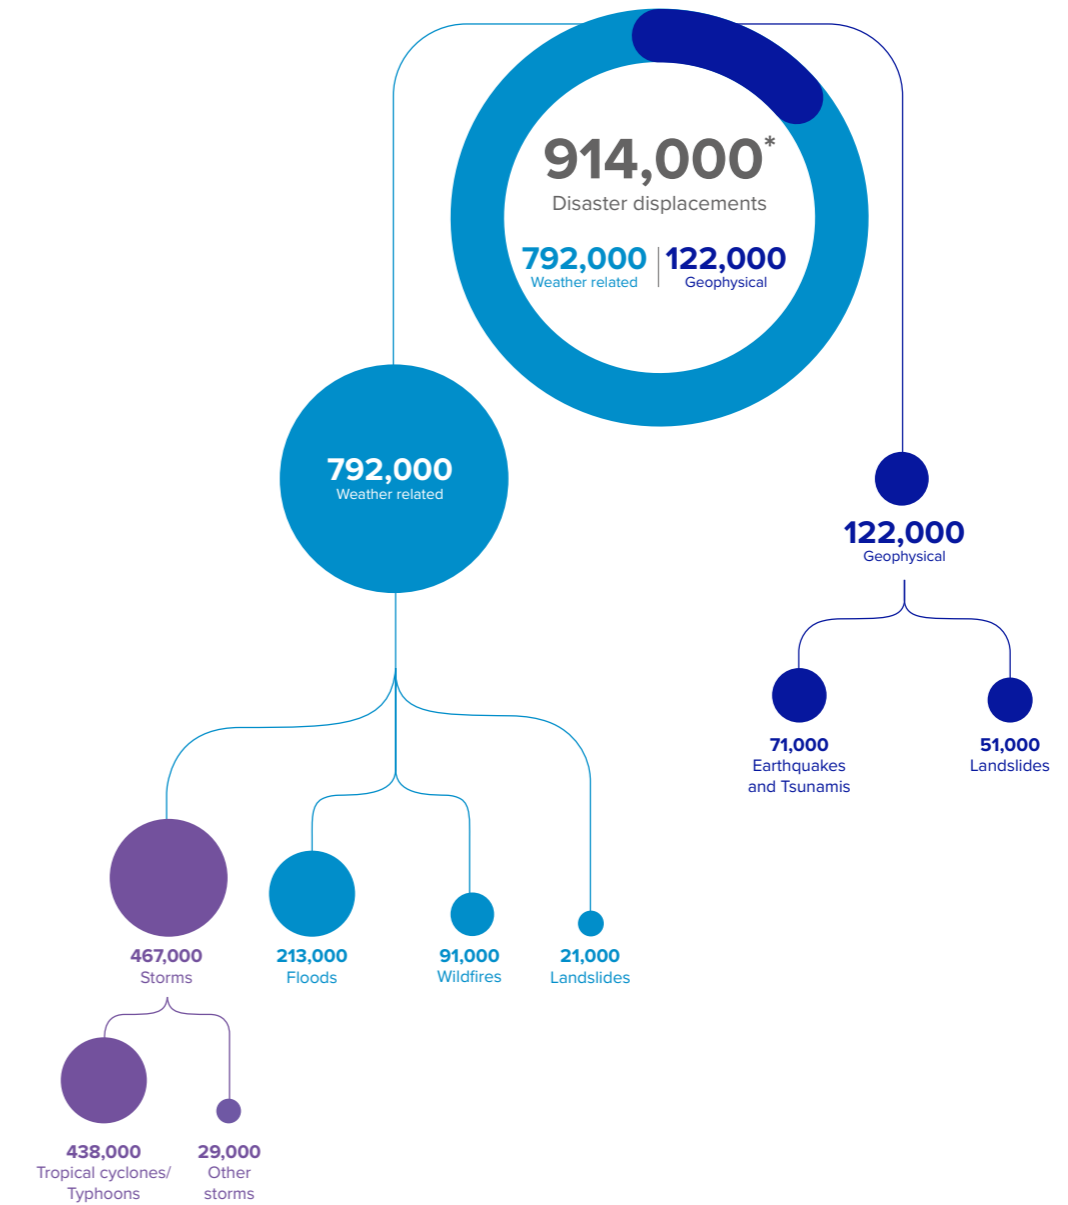 914,000*
Disaster displacements
792,000 122,000
Weather related Geophysical
792,000
Weather related
122,000
Geophysical
71,000
Earthquakes
and Tsunamis
51,000
Landslides
467,000
Storms
213,000
Floods
91,000
Wildfires
21,000
Landslides
438,000
Tropical cyclones/
Typhoons
29,000
Other
storms